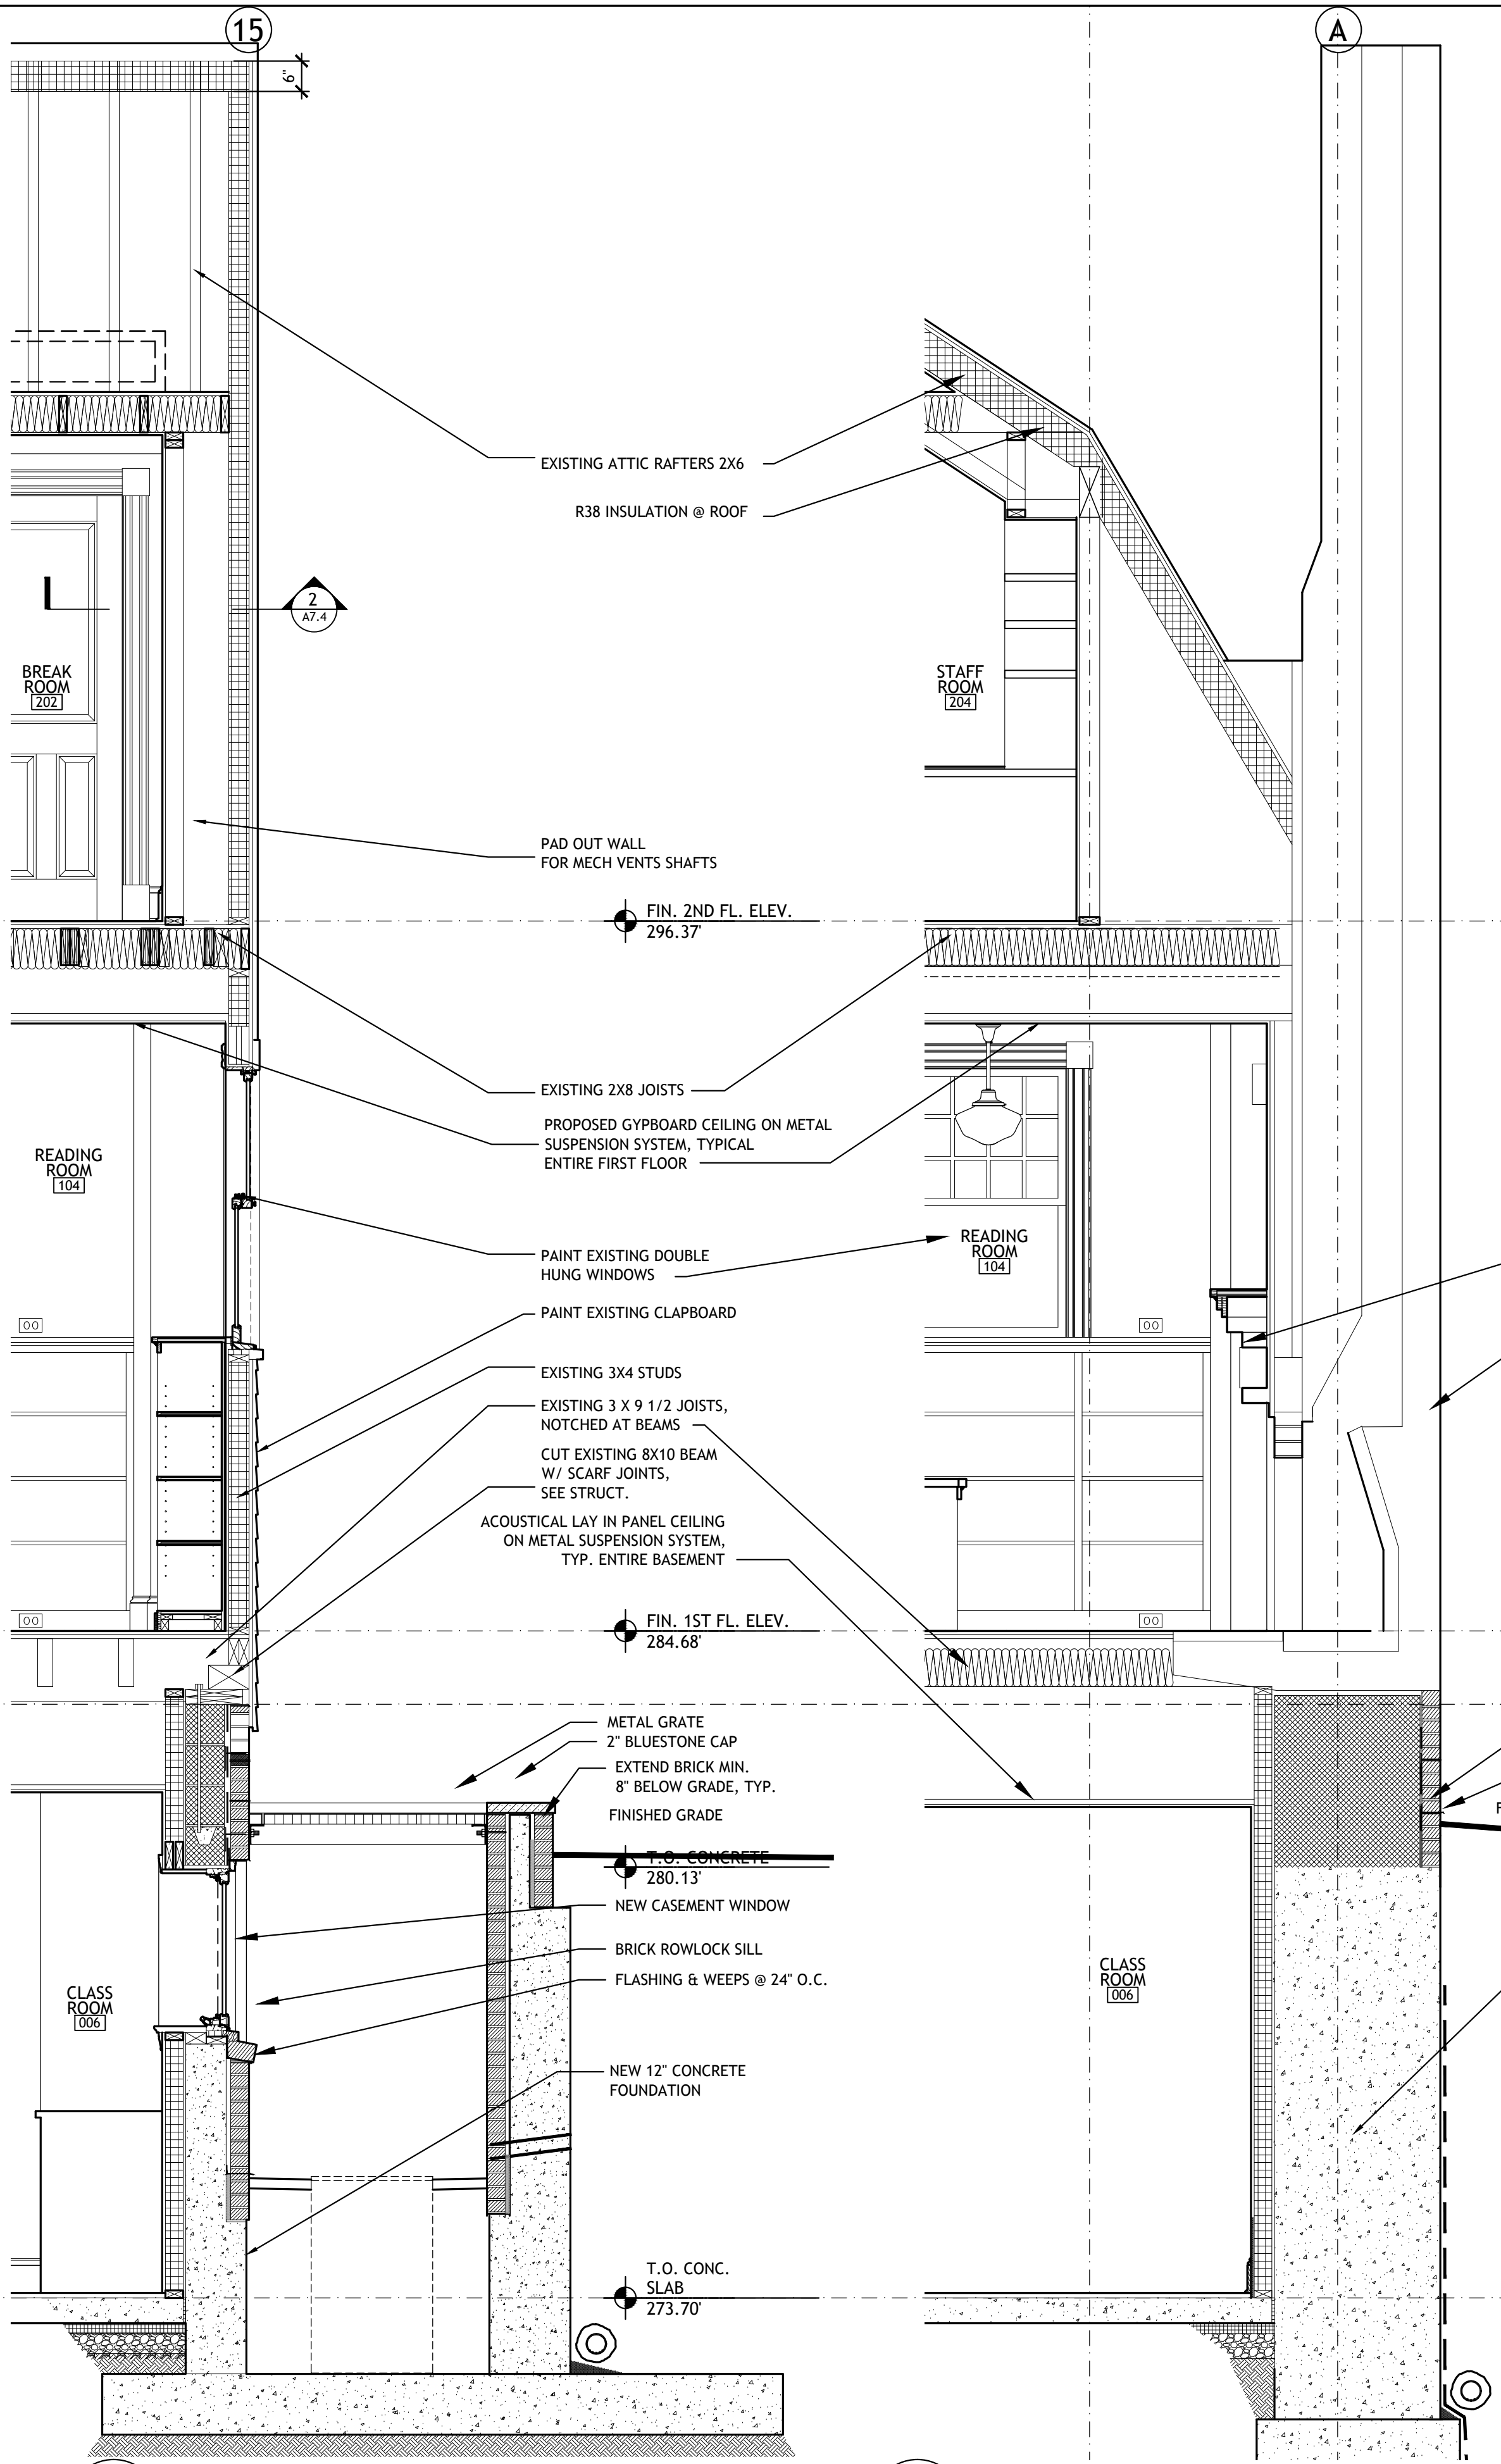 15
A
6"
EXISTING ATTIC RAFTERS 2X6
R38 INSULATION @ ROOF
2
A7.4
BREAK
ROOM
202
STAFF
ROOM
204
PAD OUT WALL
FOR MECH VENTS SHAFTS
FIN. 2ND FL. ELEV.
296.37'
EXISTING 2X8 JOISTS
PROPOSED GYPBOARD CEILING ON METAL
SUSPENSION SYSTEM, TYPICAL
ENTIRE FIRST FLOOR
READING
ROOM
104
READING
ROOM
104
PAINT EXISTING DOUBLE
HUNG WINDOWS
PAINT EXISTING CLAPBOARD
EXISTING 3X4 STUDS
EXISTING 3 X 9 1/2 JOISTS,
NOTCHED AT BEAMS
CUT EXISTING 8X10 BEAM
W/ SCARF JOINTS,
SEE STRUCT.
ACOUSTICAL LAY IN PANEL CEILING
ON METAL SUSPENSION SYSTEM,
TYP. ENTIRE BASEMENT
FIN. 1ST FL. ELEV.
284.68'
METAL GRATE
2" BLUESTONE CAP
EXTEND BRICK MIN.
8" BELOW GRADE, TYP.
FINISHED GRADE
F
T.O. CONCRETE
280.13'
NEW CASEMENT WINDOW
BRICK ROWLOCK SILL
FLASHING & WEEPS @ 24" O.C.
CLASS
ROOM
006
CLASS
ROOM
006
NEW 12" CONCRETE
FOUNDATION
T.O. CONC.
SLAB
273.70'